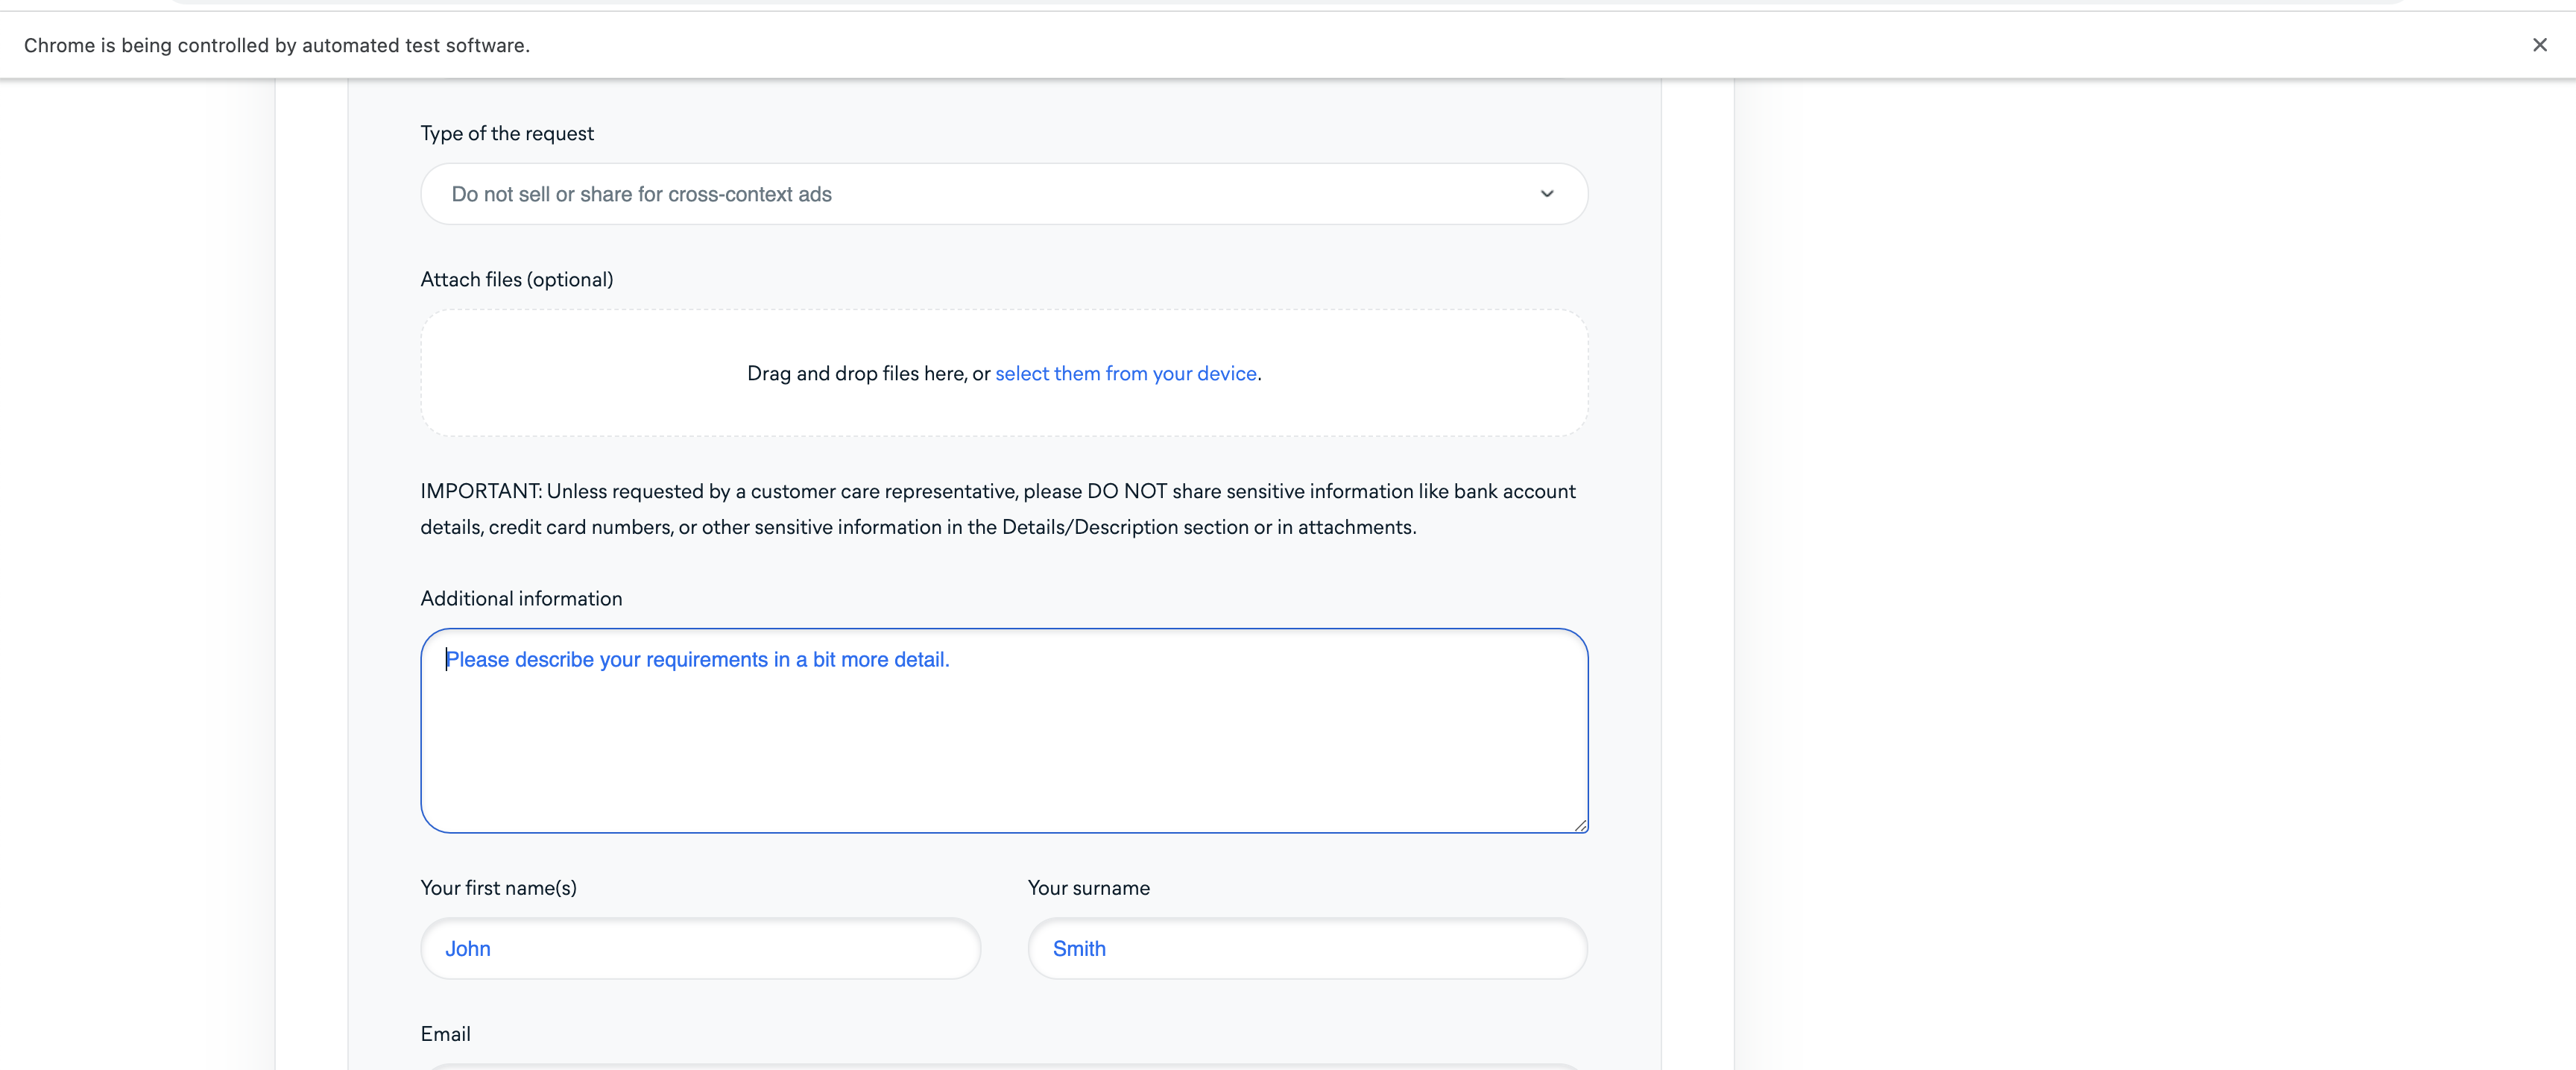 Chrome is being controlled by automated test software.
Type of the request
Do not sell or share for cross-context ads
Attach files (optional)
Drag and drop files here, or select them from your device.
IMPORTANT: Unless requested by a customer care representative, please DO NOT share sensitive information like bank account
details, credit card numbers, or other sensitive information in the Details/Description section or in attachments.
Additional information
Please describe your requirements in a bit more detail.
Your first name(s)
Your surname
John
Smith
Email